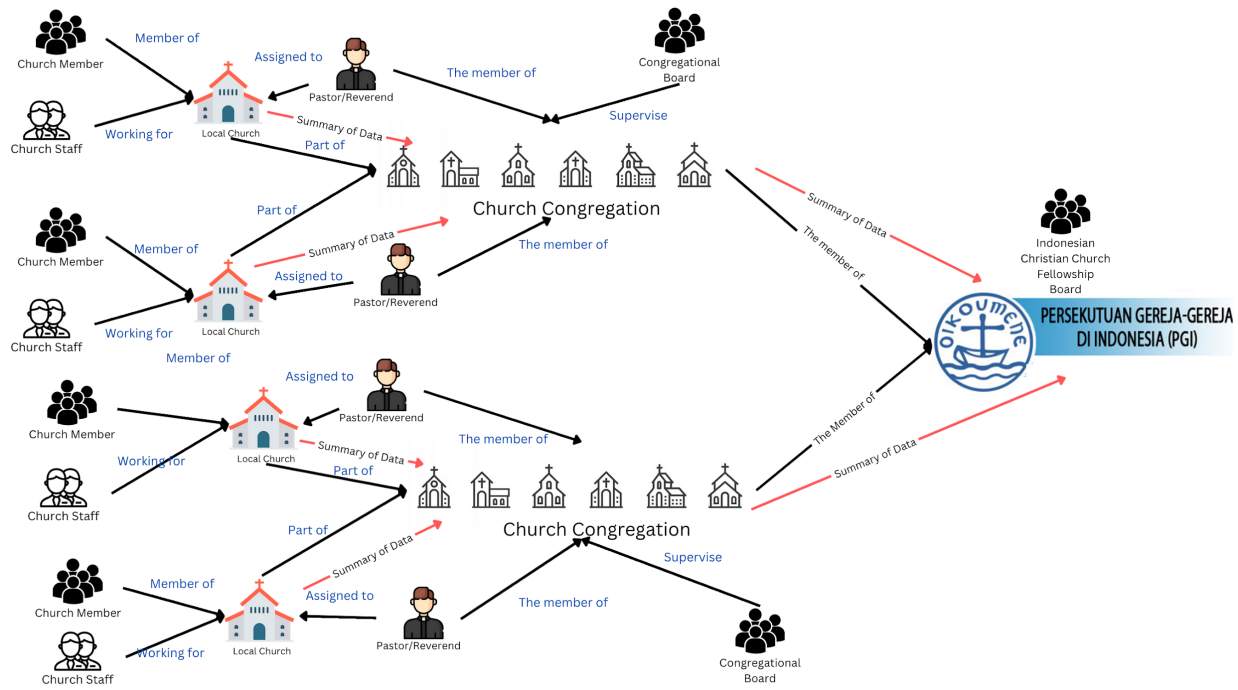 Member of
Church Member
Assigned to
Pastor/Reverend
The member of
Congregational
Board
Supervise
Church Staff
Working for
Local Church
Summary of Data
Part of
Church Congregation
Part of
Summary of Data
The member of
Church Member
Member of
Pastor/Reverend
Assigned to
Local Church
Church Staff
Working for
Summary of Data
The member of
Indonesian
Christian Church
Fellowship
Board
OIKOUMENE
PERSEKUTUAN GEREJA-GEREJA
DI INDONESIA (PGI)
Member of
Assigned to
Pastor/Reverend
The member of
Church Member
Local Church
Working for
Church Staff
Summary of Data
Part of
Church Congregation
The Member of
Summary of Data
Part of
Summary of Data
Supervise
Church Member
Member of
Assigned to
Pastor/Reverend
The member of
Local Church
Working for
Church Staff
Congregational
Board